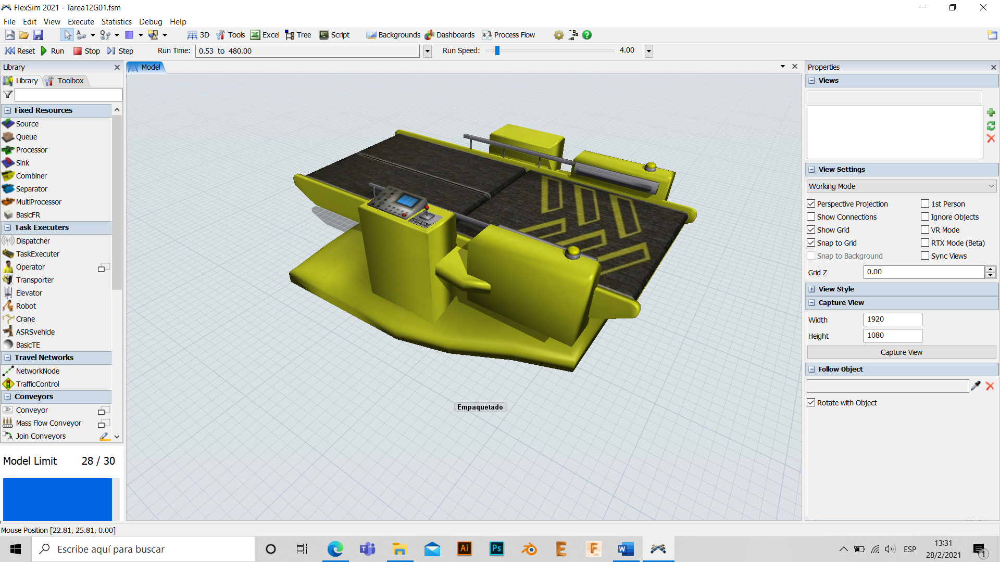 FlexSim 2021 - Tarea12G01.fsm
File Edit View Execute Statistics Debug Help
3D Tools Excel Tree Script Backgrounds Dashboards Process Flow
Reset Run Stop Step Run Time: 0.53 to 480.00 Run Speed: 4.00
Library
Library Toolbox
Fixed Resources
Source
Queue
Processor
Sink
Combiner
Separator
MultiProcessor
BasicFR
Task Executers
Dispatcher
TaskExecuter
Operator
Transporter
Elevator
Robot
Crane
ASRSvehicle
BasicTE
Travel Networks
NetworkNode
TrafficControl
Conveyors
Conveyor
Mass Flow Conveyor
Join Conveyors
Model Limit 28 / 30
Model
Empaquetado
Properties
Views
View Settings
Working Mode
Perspective Projection 1st Person
Show Connections Ignore Objects
Show Grid VR Mode
Snap to Grid RTX Mode (Beta)
Snap to Background Sync Views
Grid Z 0.00
View Style
Capture View
Width 1920
Height 1080
Capture View
Follow Object
Rotate with Object
Mouse Position [22.81, 25.81, 0.00]
Escribe aquí para buscar
Ai
Ps
E
F
W
ESP
13:31
28/2/2021
1